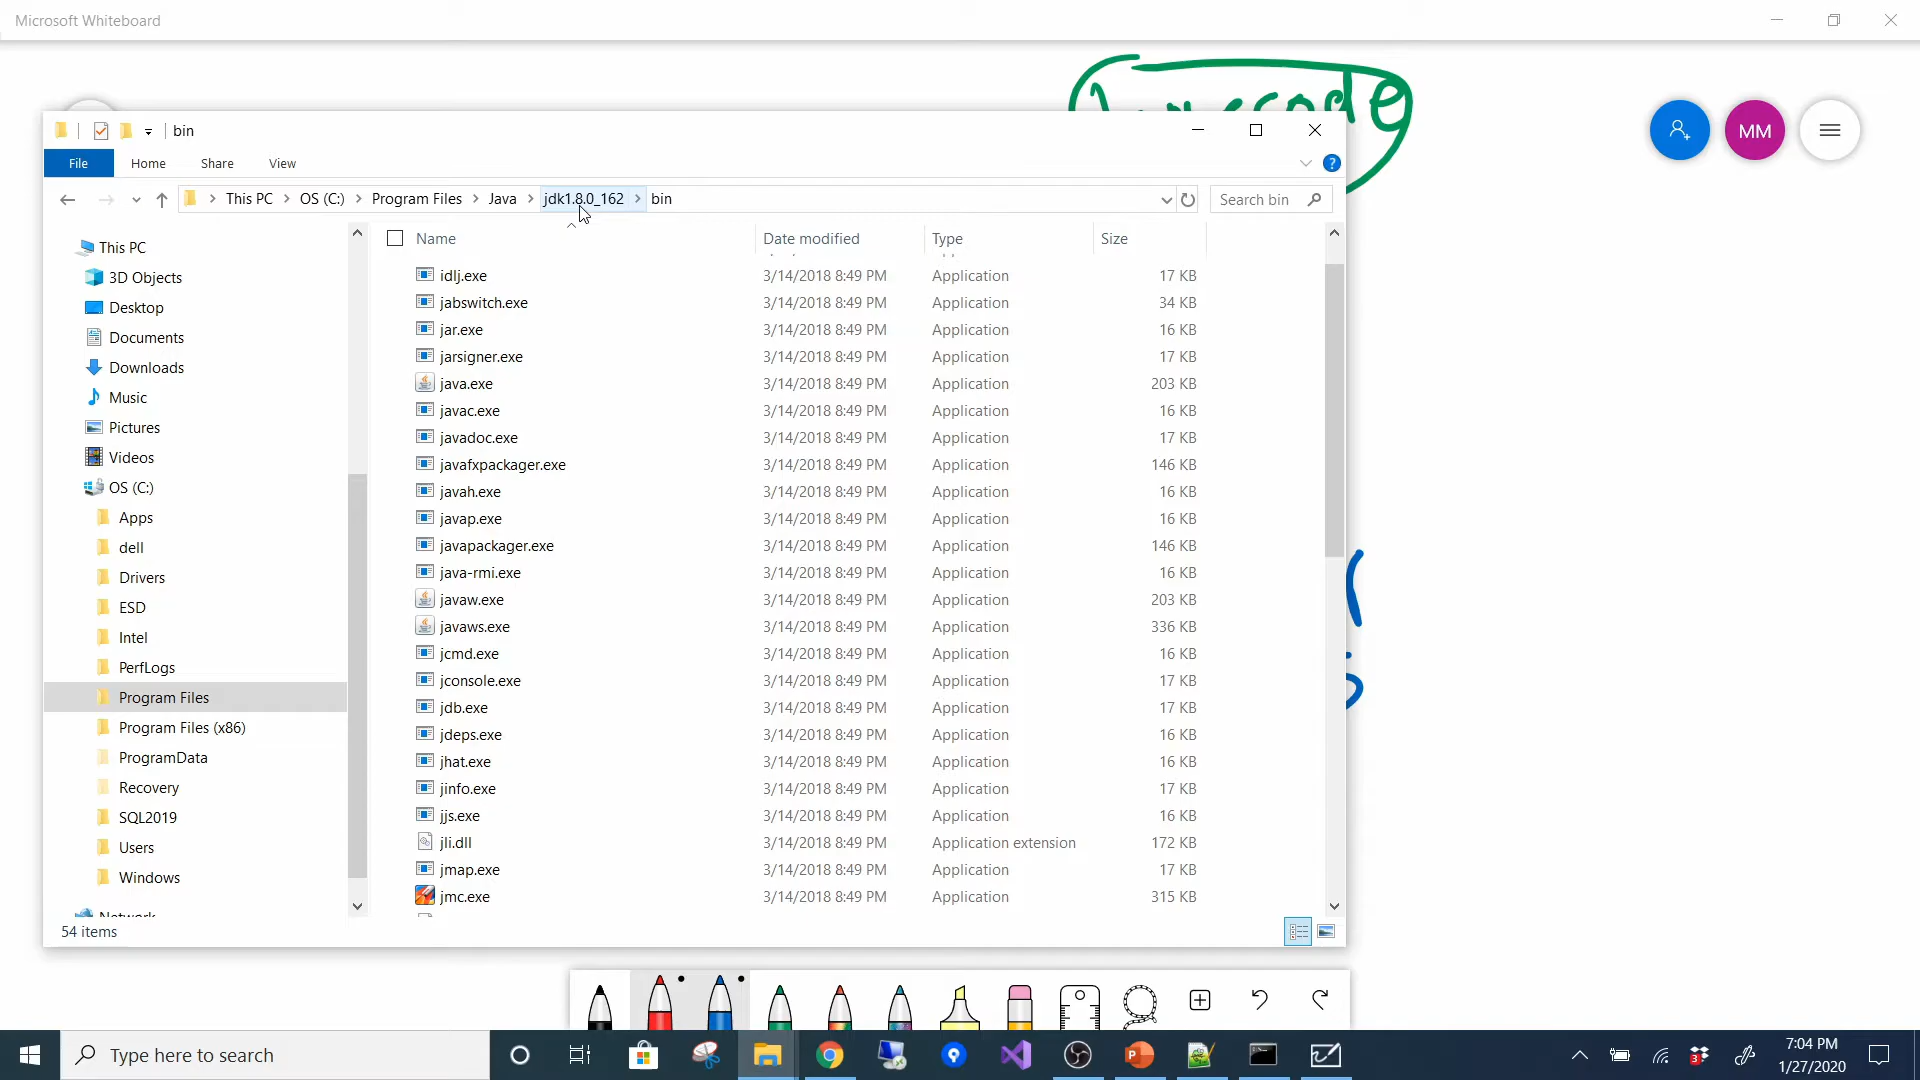 Microsoft Whiteboard
bin
File Home Share View
This PC OS (C:) Program Files Java jdk1.8.0_162 bin
Search bin
MM
Name Date modified Type Size
This PC
3D Objects
Desktop
Documents
Downloads
Music
Pictures
Videos
OS (C:)
Apps
dell
Drivers
ESD
Intel
PerfLogs
Program Files
Program Files (x86)
ProgramData
Recovery
SQL2019
Users
Windows
Network
idlj.exe 3/14/2018 8:49 PM Application 17 KB
jabswitch.exe 3/14/2018 8:49 PM Application 34 KB
jar.exe 3/14/2018 8:49 PM Application 16 KB
jarsigner.exe 3/14/2018 8:49 PM Application 17 KB
java.exe 3/14/2018 8:49 PM Application 203 KB
javac.exe 3/14/2018 8:49 PM Application 16 KB
javadoc.exe 3/14/2018 8:49 PM Application 17 KB
javafxpackager.exe 3/14/2018 8:49 PM Application 146 KB
javah.exe 3/14/2018 8:49 PM Application 16 KB
javap.exe 3/14/2018 8:49 PM Application 16 KB
javapackager.exe 3/14/2018 8:49 PM Application 146 KB
java-rmi.exe 3/14/2018 8:49 PM Application 16 KB
javaw.exe 3/14/2018 8:49 PM Application 203 KB
javaws.exe 3/14/2018 8:49 PM Application 336 KB
jcmd.exe 3/14/2018 8:49 PM Application 16 KB
jconsole.exe 3/14/2018 8:49 PM Application 17 KB
jdb.exe 3/14/2018 8:49 PM Application 17 KB
jdeps.exe 3/14/2018 8:49 PM Application 16 KB
jhat.exe 3/14/2018 8:49 PM Application 16 KB
jinfo.exe 3/14/2018 8:49 PM Application 17 KB
jjs.exe 3/14/2018 8:49 PM Application 16 KB
jli.dll 3/14/2018 8:49 PM Application extension 172 KB
jmap.exe 3/14/2018 8:49 PM Application 17 KB
jmc.exe 3/14/2018 8:49 PM Application 315 KB
54 items
Type here to search
7:04 PM
1/27/2020